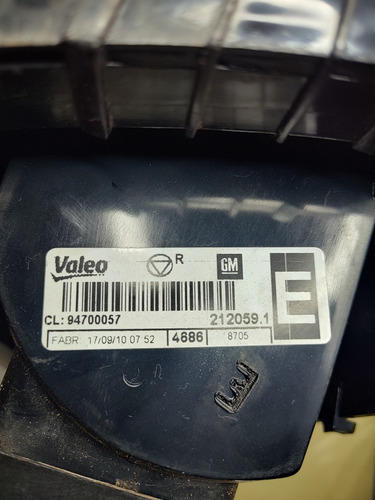 Valeo R GM
E
CL: 94700057 212059.1
FABR 17/09/10 07 52 4686 8705